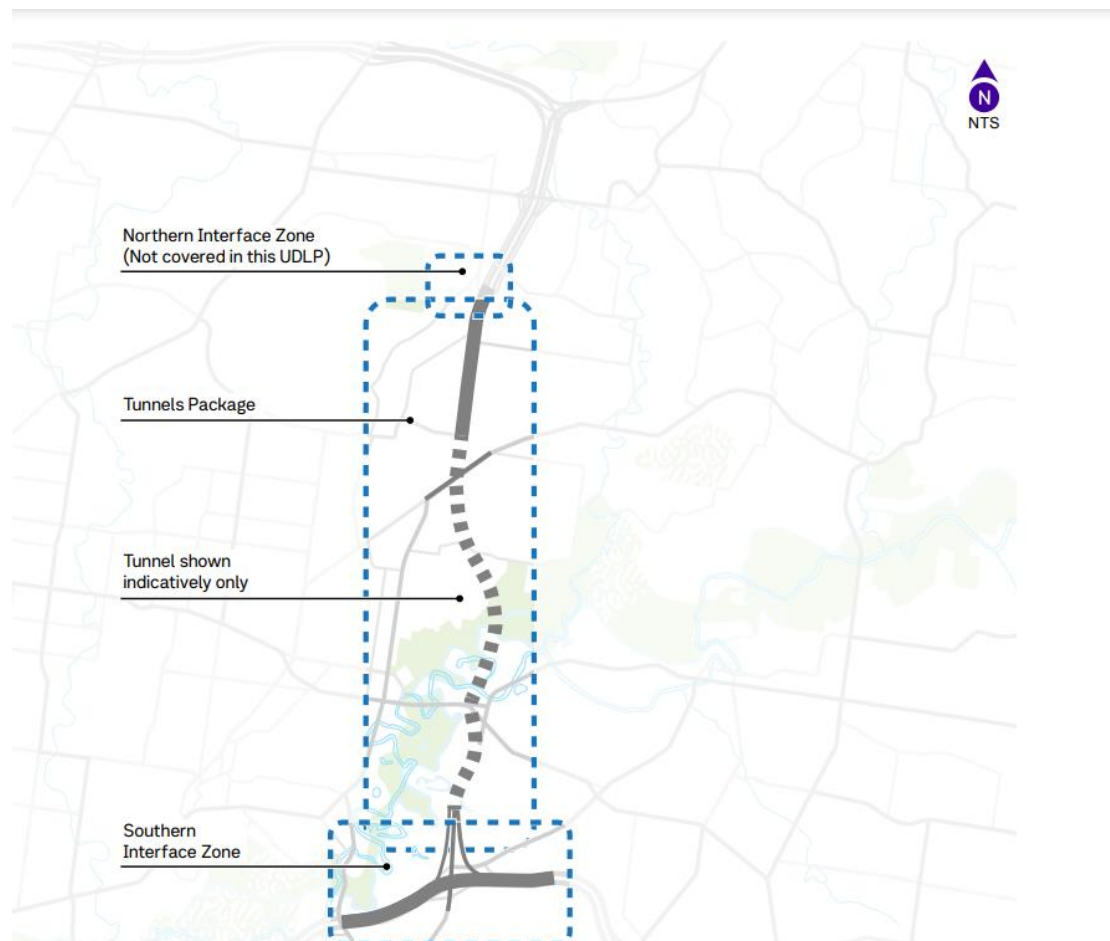 N
NTS
Northern Interface Zone
(Not covered in this UDLP)
Tunnels Package
Tunnel shown
indicatively only
Southern
Interface Zone